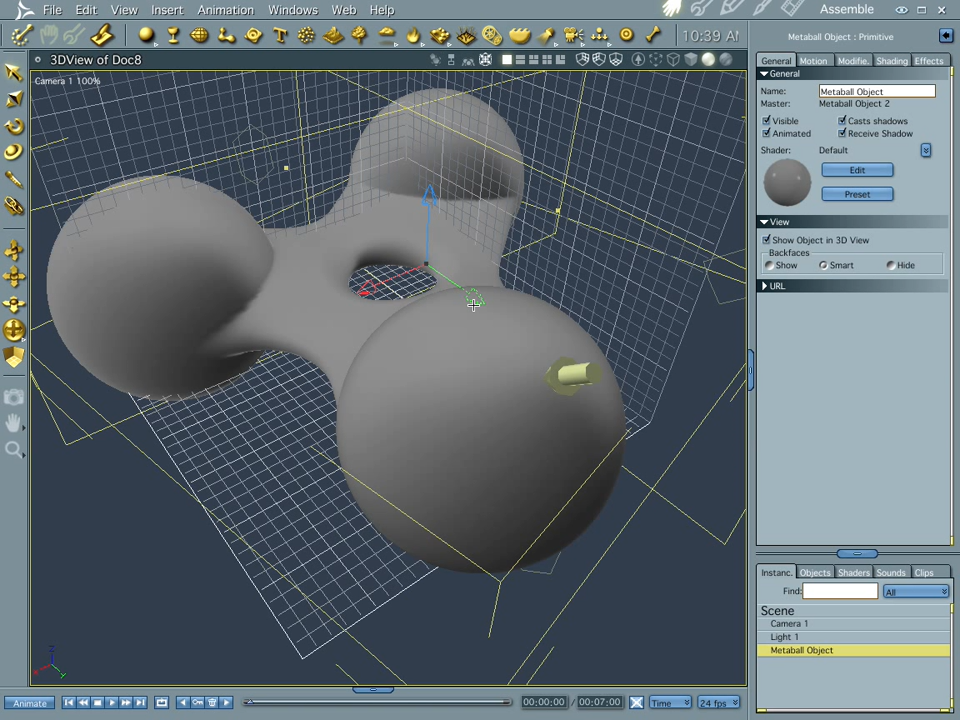 File Edit View Insert Animation Windows Web Help
Assemble
10:39 AM
3DView of Doc8
Camera 1 100%
Metaball Object : Primitive
General Motion Modifie. Shading Effects
General
Name: Metaball Object
Master: Metaball Object 2
Visible Casts shadows
Animated Receive Shadow
Shader: Default
Edit
Preset
View
Show Object in 3D View
Backfaces
Show Smart Hide
URL
Instanc. Objects Shaders Sounds Clips
Find: All
Scene
Camera 1
Light 1
Metaball Object
Animate
00:00:00 / 00:07:00 Time 24 fps